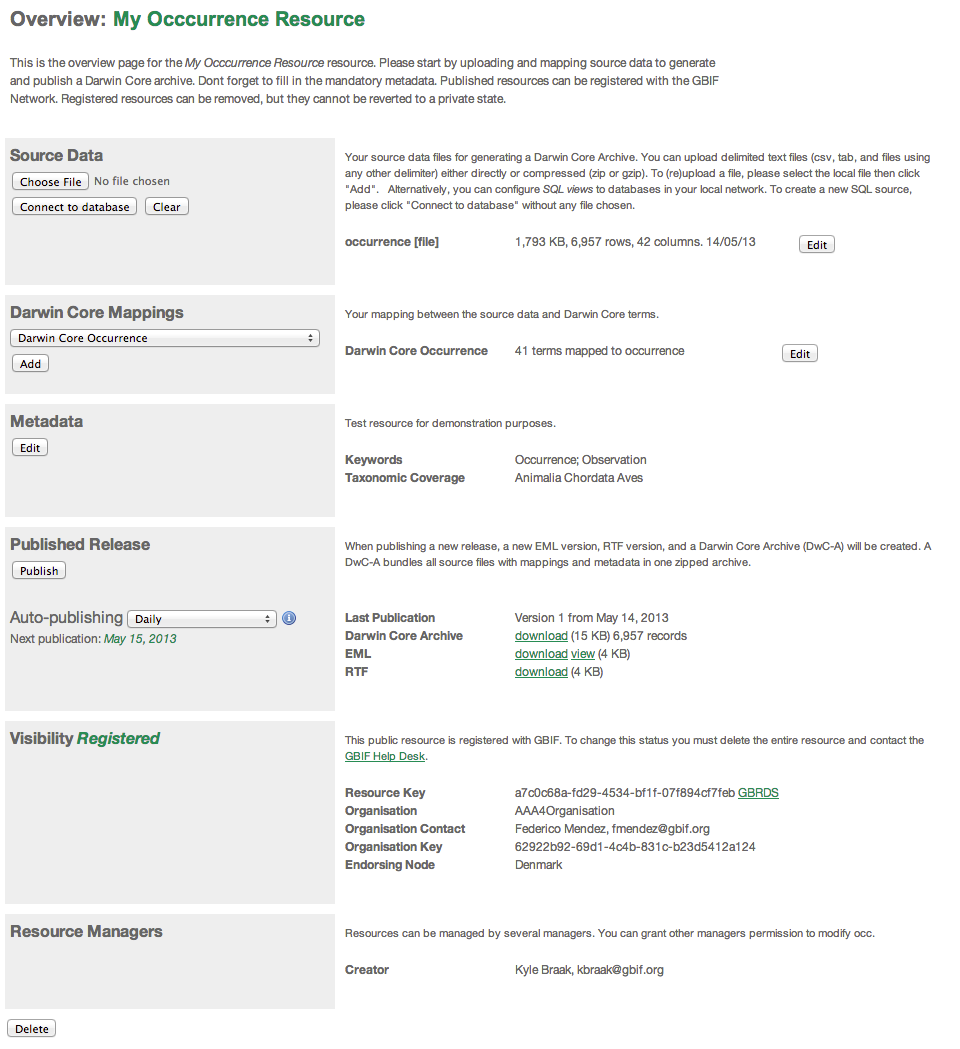 Overview: My Occcurrence Resource
This is the overview page for the My Occcurrence Resource resource. Please start by uploading and mapping source data to generate
and publish a Darwin Core archive. Dont forget to fill in the mandatory metadata. Published resources can be registered with the GBIF
Network. Registered resources can be removed, but they cannot be reverted to a private state.
Source Data
Choose File No file chosen
Connect to database Clear
Your source data files for generating a Darwin Core Archive. You can upload delimited text files (csv, tab, and files using
any other delimiter) either directly or compressed (zip or gzip). To (re)upload a file, please select the local file then click
"Add". Alternatively, you can configure SQL views to databases in your local network. To create a new SQL source,
please click "Connect to database" without any file chosen.
occurrence [file] 1,793 KB, 6,957 rows, 42 columns. 14/05/13 Edit
Darwin Core Mappings
Darwin Core Occurrence
Add
Your mapping between the source data and Darwin Core terms.
Darwin Core Occurrence 41 terms mapped to occurrence Edit
Metadata
Edit
Test resource for demonstration purposes.
Keywords Occurrence; Observation
Taxonomic Coverage Animalia Chordata Aves
Published Release
Publish
Auto-publishing Daily
Next publication: May 15, 2013
When publishing a new release, a new EML version, RTF version, and a Darwin Core Archive (DwC-A) will be created. A
DwC-A bundles all source files with mappings and metadata in one zipped archive.
Last Publication Version 1 from May 14, 2013
Darwin Core Archive download (15 KB) 6,957 records
EML download view (4 KB)
RTF download (4 KB)
Visibility Registered
This public resource is registered with GBIF. To change this status you must delete the entire resource and contact the
GBIF Help Desk.
Resource Key a7c0c68a-fd29-4534-bf1f-07f894cf7feb GBRDS
Organisation AAA4Organisation
Organisation Contact Federico Mendez, fmendez@gbif.org
Organisation Key 62922b92-69d1-4c4b-831c-b23d5412a124
Endorsing Node Denmark
Resource Managers
Resources can be managed by several managers. You can grant other managers permission to modify occ.
Creator Kyle Braak, kbraak@gbif.org
Delete